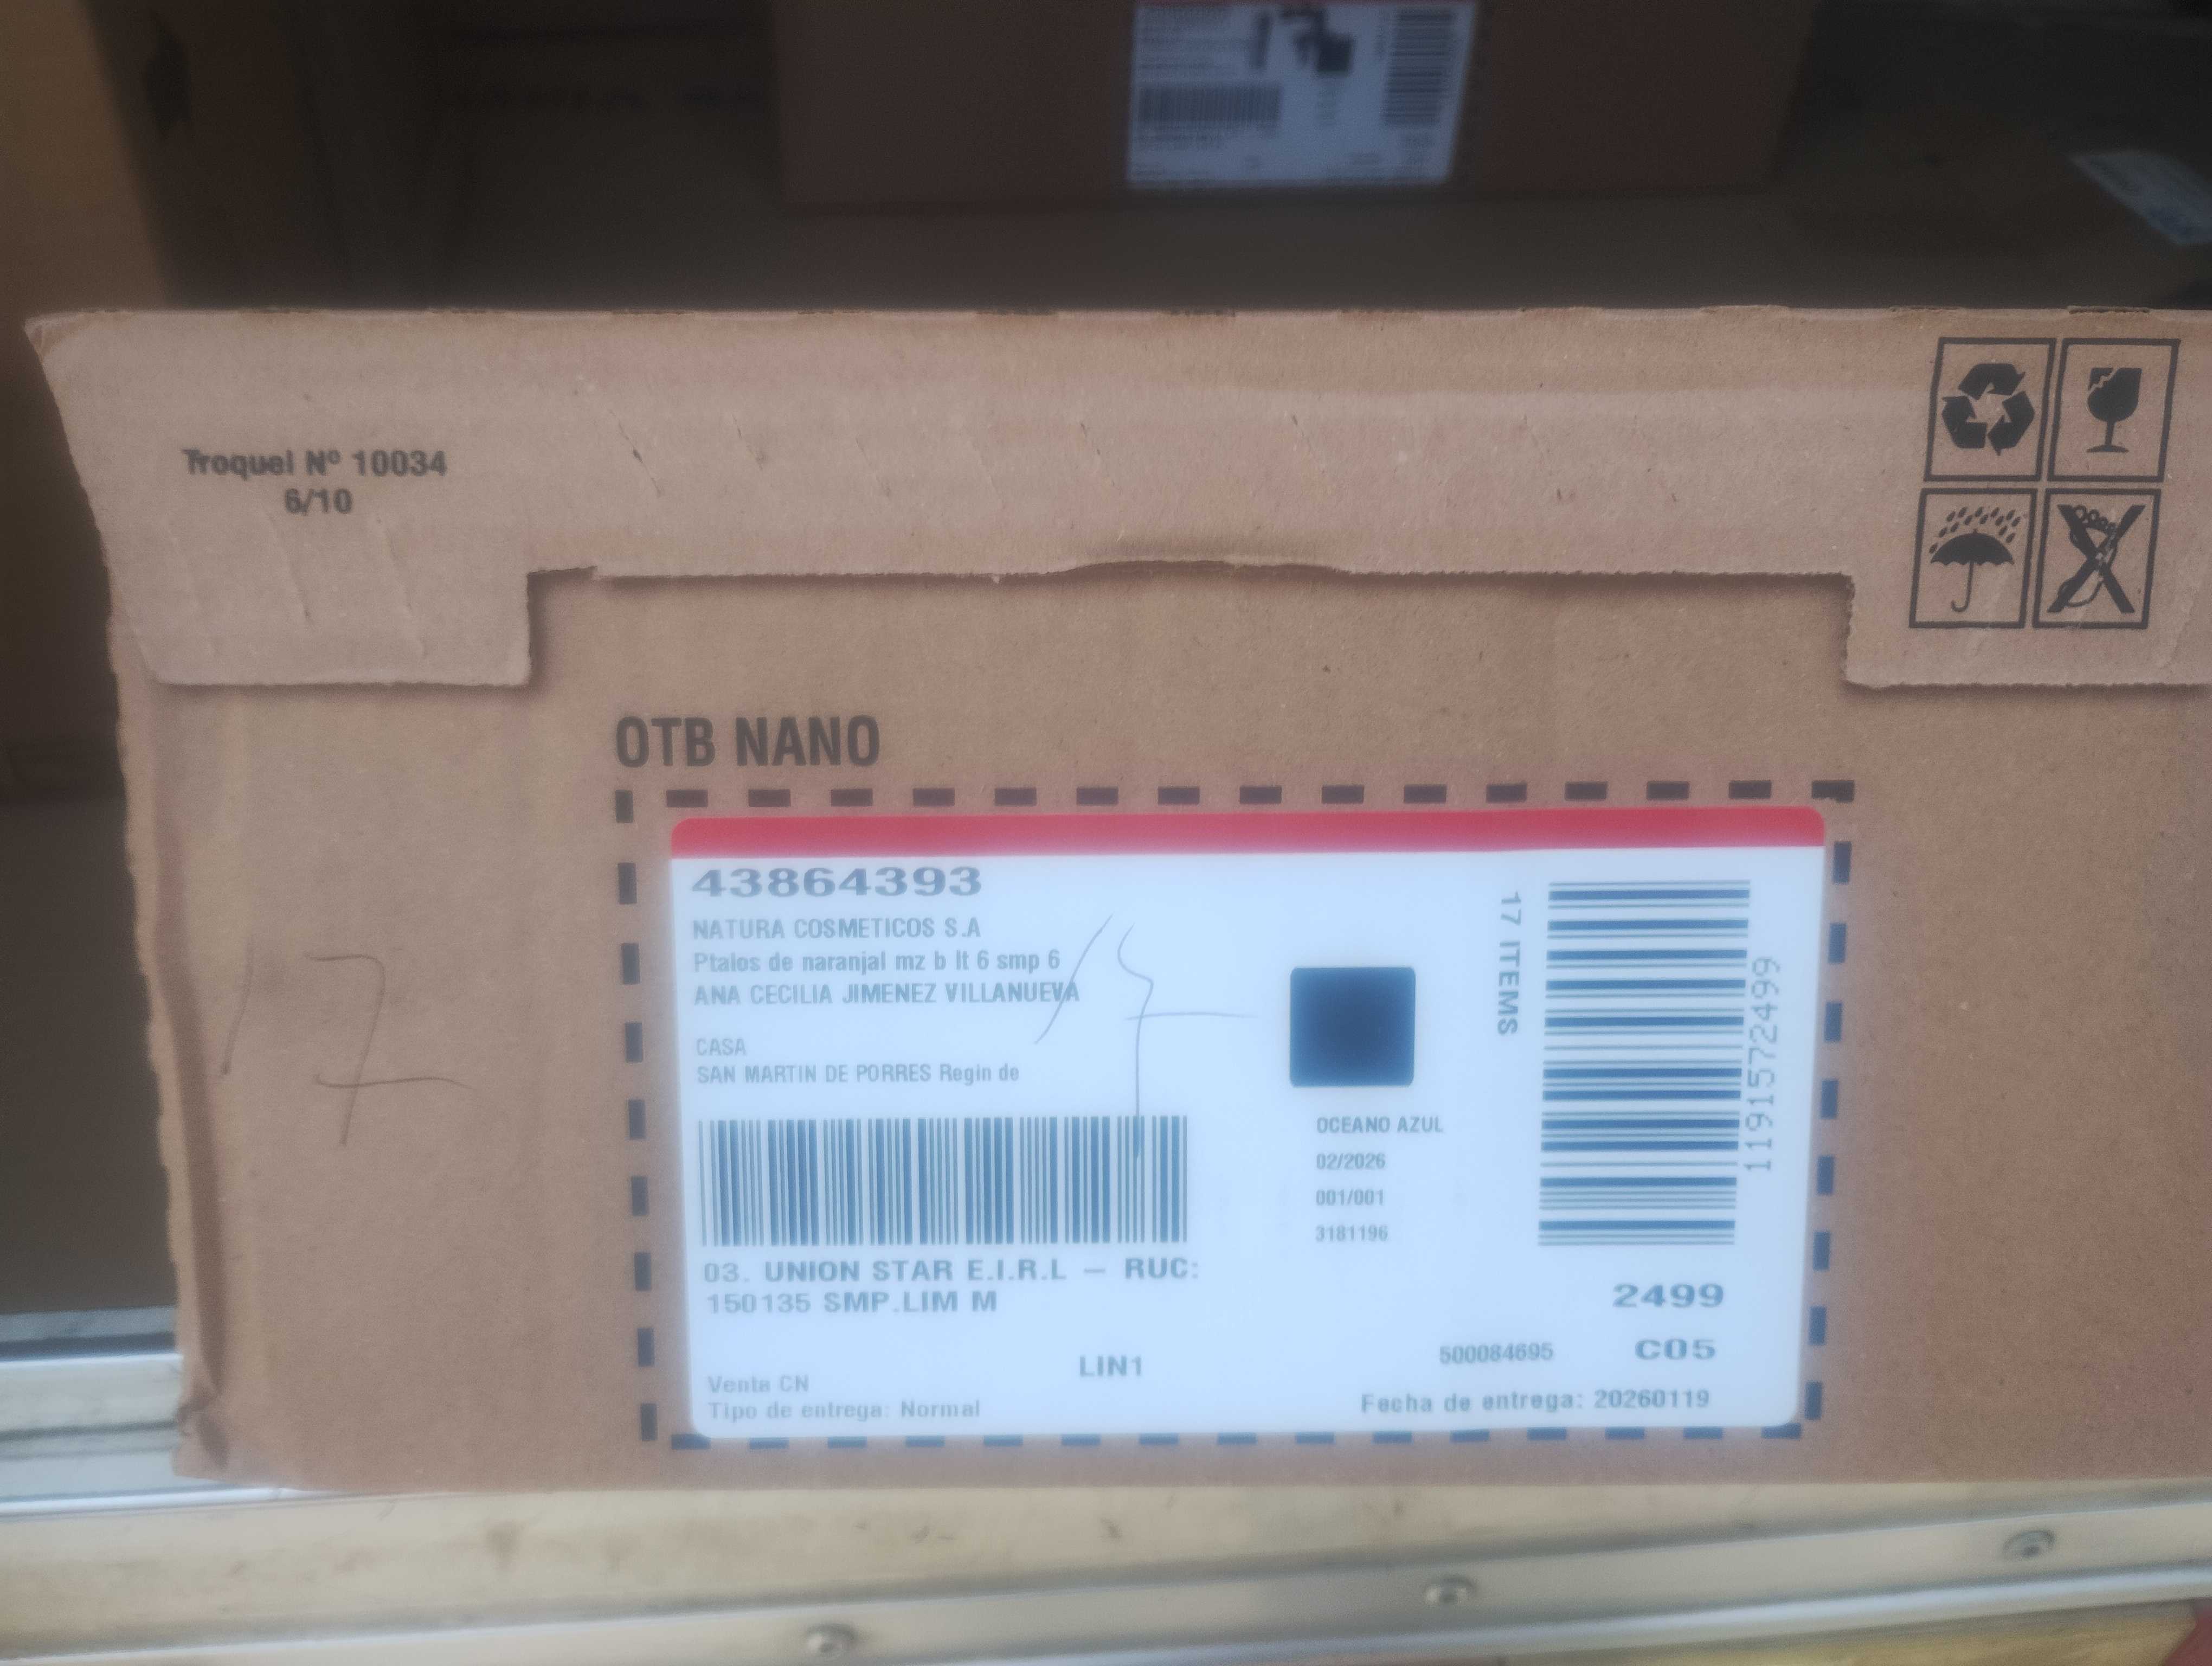 Troquel Nº 10034
6/10
OTB NANO
43864393
NATURA COSMETICOS S.A
Ptalos de naranjal mz b lt 6 smp 6
ANA CECILIA JIMENEZ VILLANUEVA
CASA
SAN MARTIN DE PORRES Regin de
03. UNION STAR E.I.R.L – RUC:
150135 SMP.LIM M
Venta CN
Tipo de entrega: Normal
LIN1
OCEANO AZUL
02/2026
001/001
3181196
17 ITEMS
1191572499
2499
500084695 C05
Fecha de entrega: 20260119
17
17